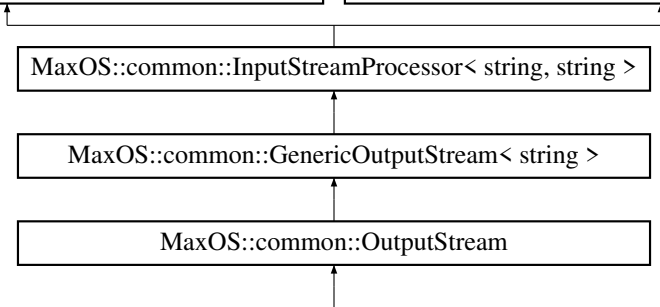 MaxOS::common::InputStreamProcessor< string, string >
MaxOS::common::GenericOutputStream< string >
MaxOS::common::OutputStream